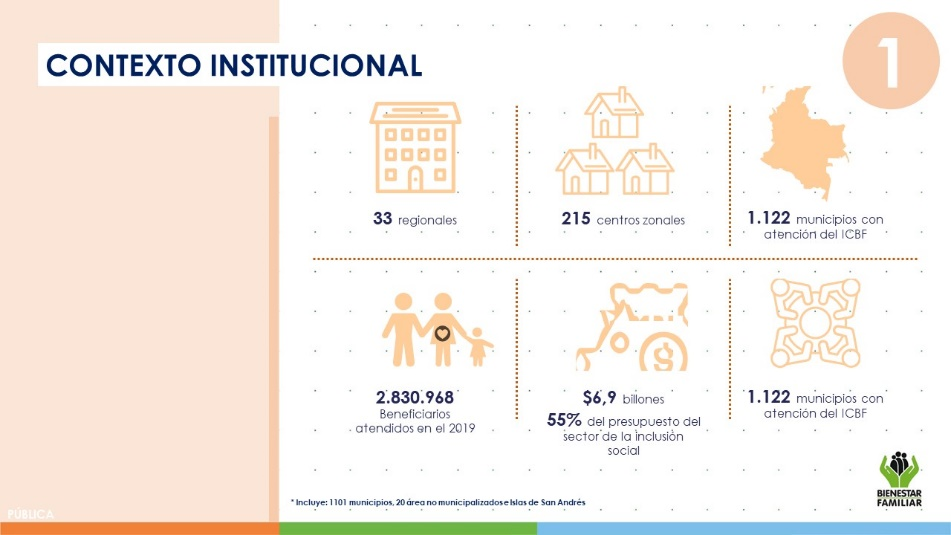 CONTEXTO INSTITUCIONAL
1
33 regionales
215 centros zonales
1.122 municipios con
atención del ICBF
2.830.968
Beneficiarios
atendidos en el 2019
$6,9 billones
55% del presupuesto del
sector de la inclusión
social
1.122 municipios con
atención del ICBF
$
BIENESTAR
FAMILIAR
* Incluye: 1101 municipios, 20 área no municipalizados e Islas de San Andrés
PÚBLICA